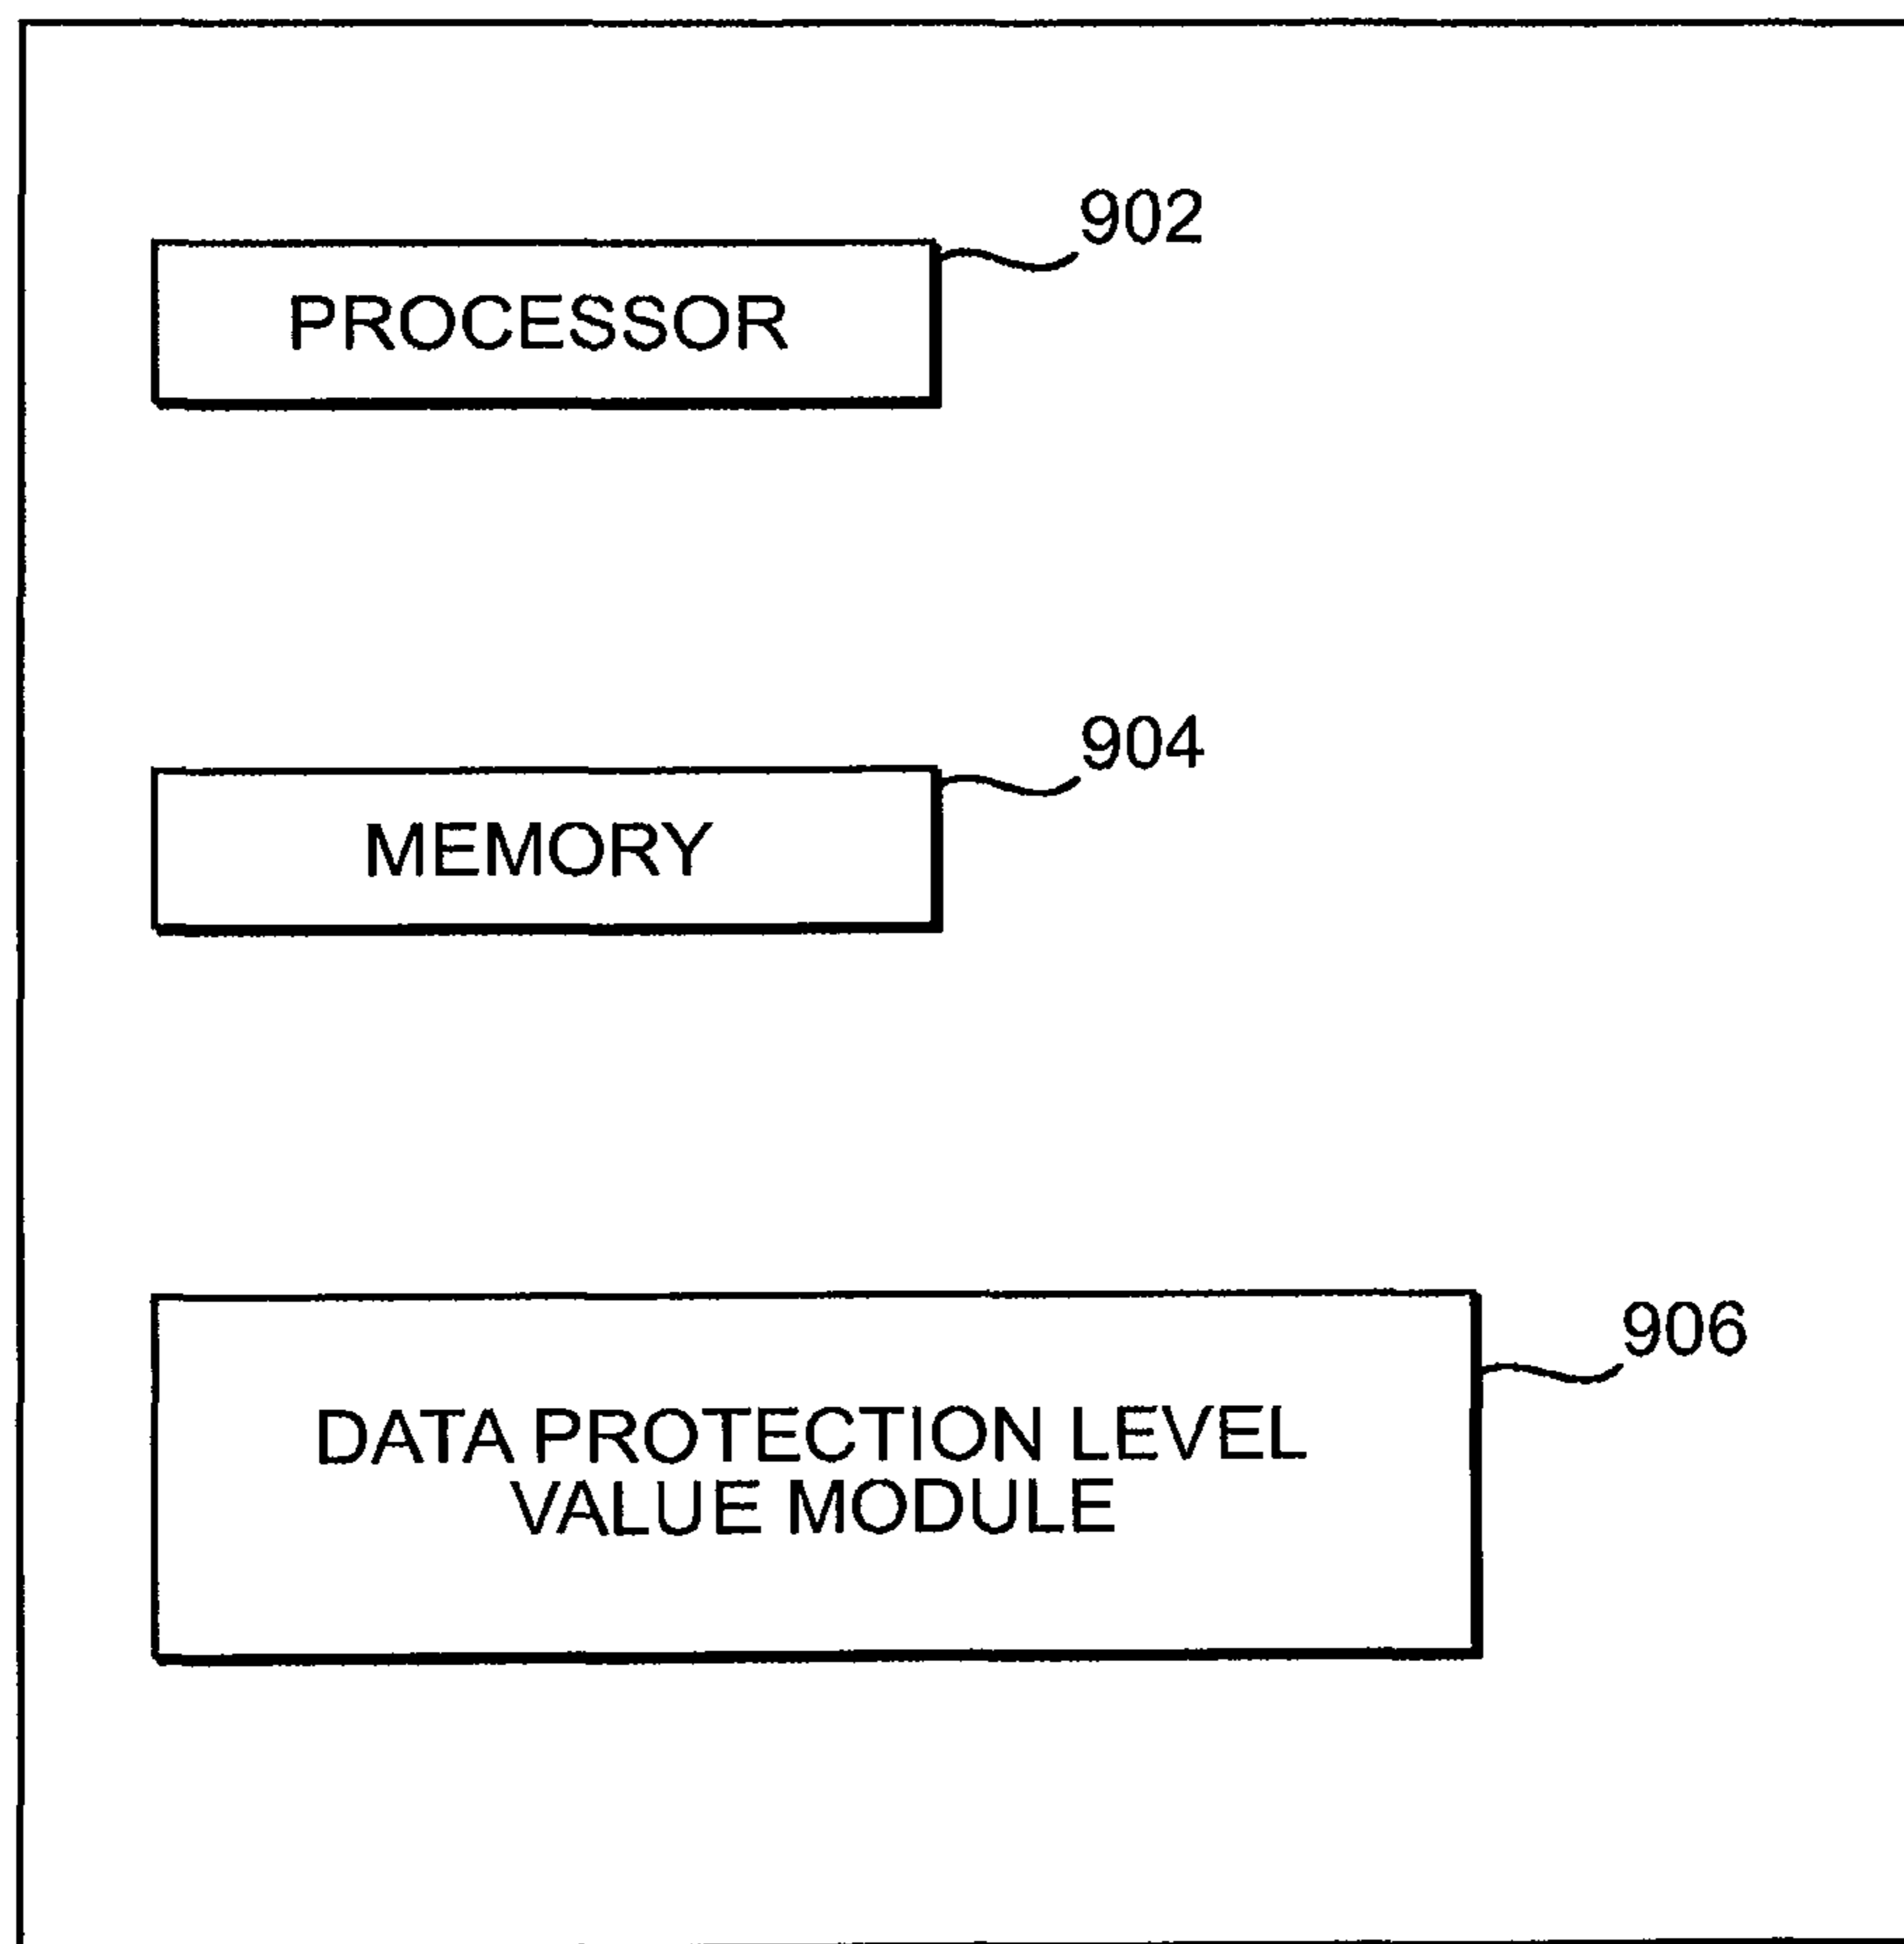 902
PROCESSOR
904
MEMORY
906
DATA PROTECTION LEVEL
VALUE MODULE